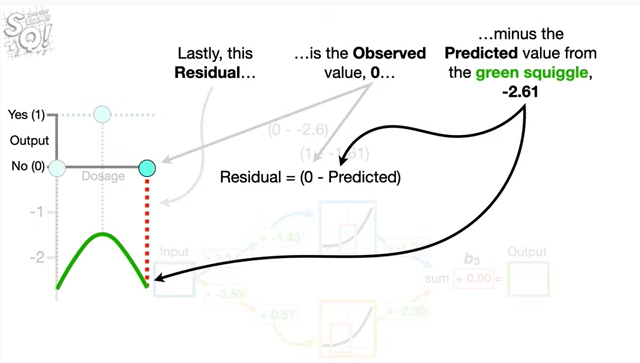 StatQuest!
Lastly, this
Residual…
…is the Observed
value, 0…
…minus the
Predicted value from
the green squiggle,
-2.61
Yes (1)
Output
No (0)
Dosage
-1
-2
(0 - -2.6)
Residual = (0 - Predicted)
Input
+ -1.43
× -3.53
+ 0.57
× -2.30
b₃
sum + 0.00 =
Output